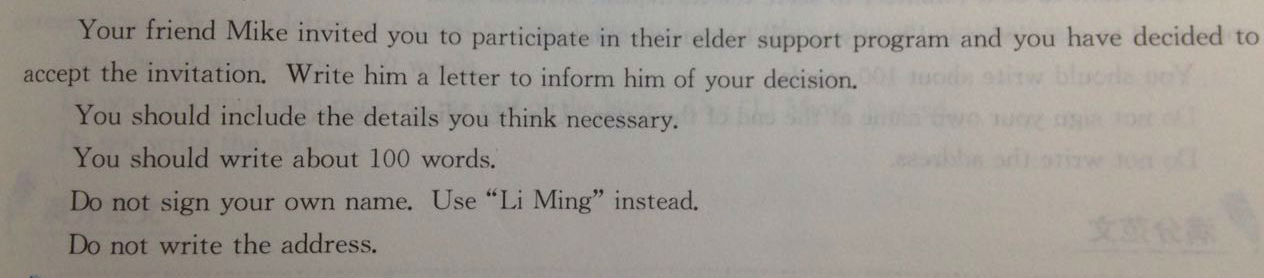 Your friend Mike invited you to participate in their elder support program and you have decided to
accept the invitation. Write him a letter to inform him of your decision.
You should include the details you think necessary.
You should write about 100 words.
Do not sign your own name. Use “Li Ming” instead.
Do not write the address.